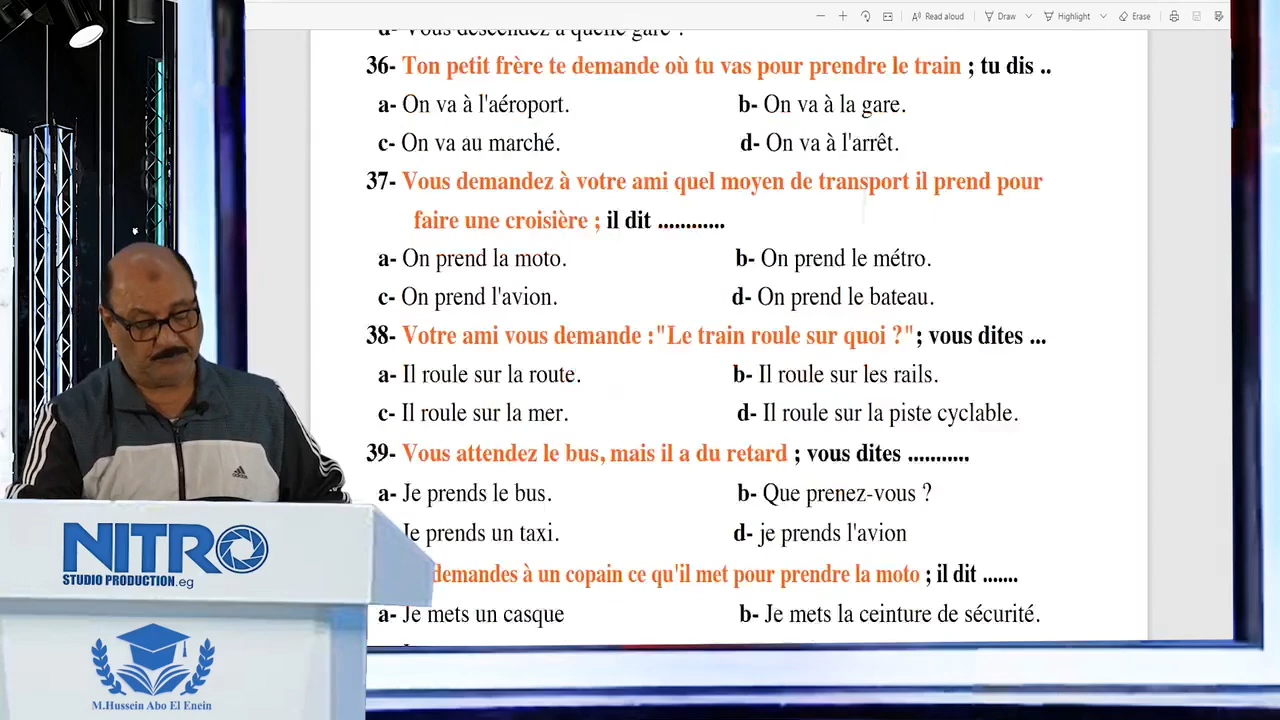 Read aloud
Draw
Highlight
Erase
d- Vous descendez à quelle gare ?
36- Ton petit frère te demande où tu vas pour prendre le train ; tu dis ..
a- On va à l'aéroport.
b- On va à la gare.
c- On va au marché.
d- On va à l'arrêt.
37- Vous demandez à votre ami quel moyen de transport il prend pour
faire une croisière ; il dit ............
a- On prend la moto.
b- On prend le métro.
c- On prend l'avion.
d- On prend le bateau.
38- Votre ami vous demande :"Le train roule sur quoi ?"; vous dites ...
a- Il roule sur la route.
b- Il roule sur les rails.
c- Il roule sur la mer.
d- Il roule sur la piste cyclable.
39- Vous attendez le bus, mais il a du retard ; vous dites ...........
a- Je prends le bus.
b- Que prenez-vous ?
Je prends un taxi.
d- je prends l'avion
demandes à un copain ce qu'il met pour prendre la moto ; il dit .......
a- Je mets un casque
b- Je mets la ceinture de sécurité.
adidas
NITRO
STUDIO PRODUCTION.eg
M.Hussein Abo El Enein